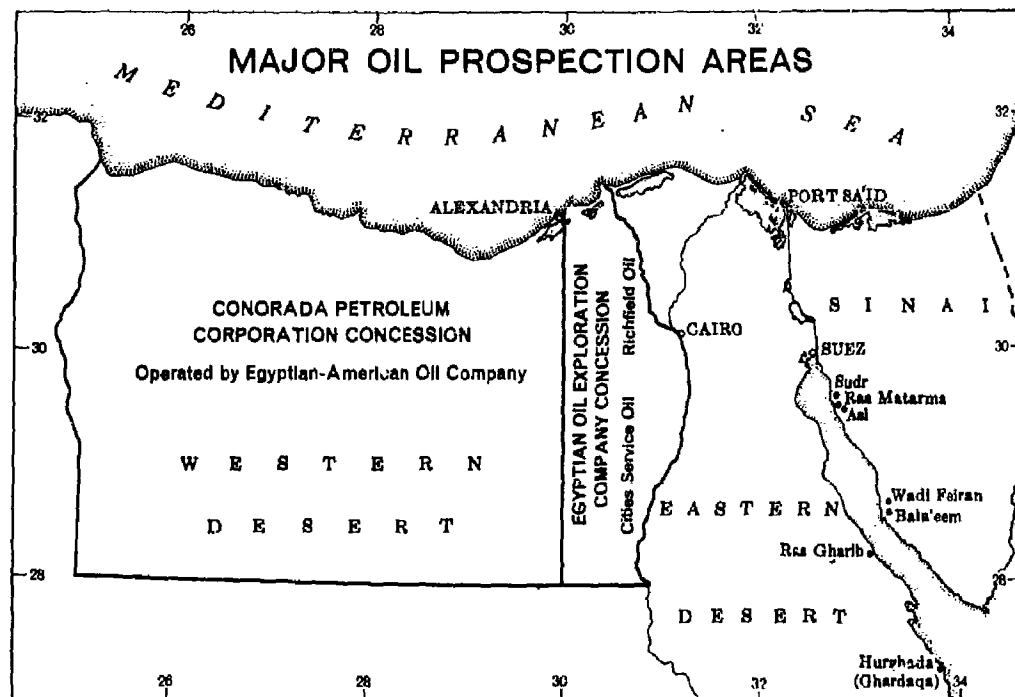 26 28 30 32 34
MAJOR OIL PROSPECTION AREAS
MEDITERRANEAN SEA
32 32
PORT SA'ID
ALEXANDRIA
CONORADA PETROLEUM
CORPORATION CONCESSION
Operated by Egyptian-American Oil Company
EGYPTIAN OIL EXPLORATION
COMPANY CONCESSION
Cities Service Oil Richfield Oil
SINAI
CAIRO
30 30
SUEZ
Sudr
Ras Matarma
Asl
WESTERN
DESERT
Wadi Feiran
Bala'eem
EASTERN
DESERT
Ras Gharib
28 28
Hurghada
(Ghardaqa)
26 28 30 32 34